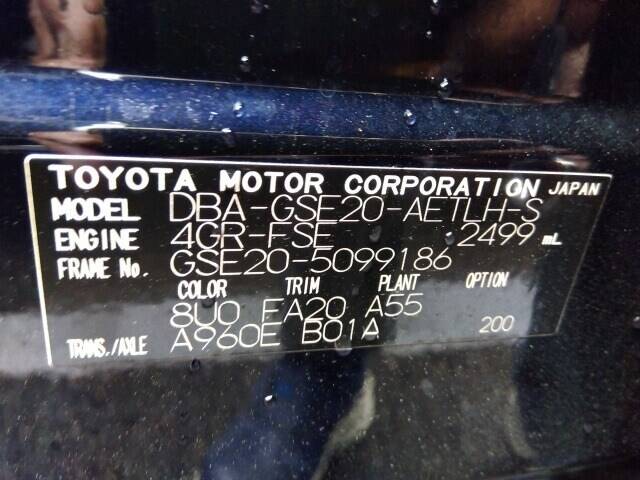 TOYOTA MOTOR CORPORATION JAPAN
MODEL DBA-GSE20-AETLH-S
ENGINE 4GR-FSE 2499 mL
FRAME No. GSE20-5099186
COLOR TRIM PLANT OPTION
8U0 FA20 A55
TRANS./AXLE A960E B01A 200